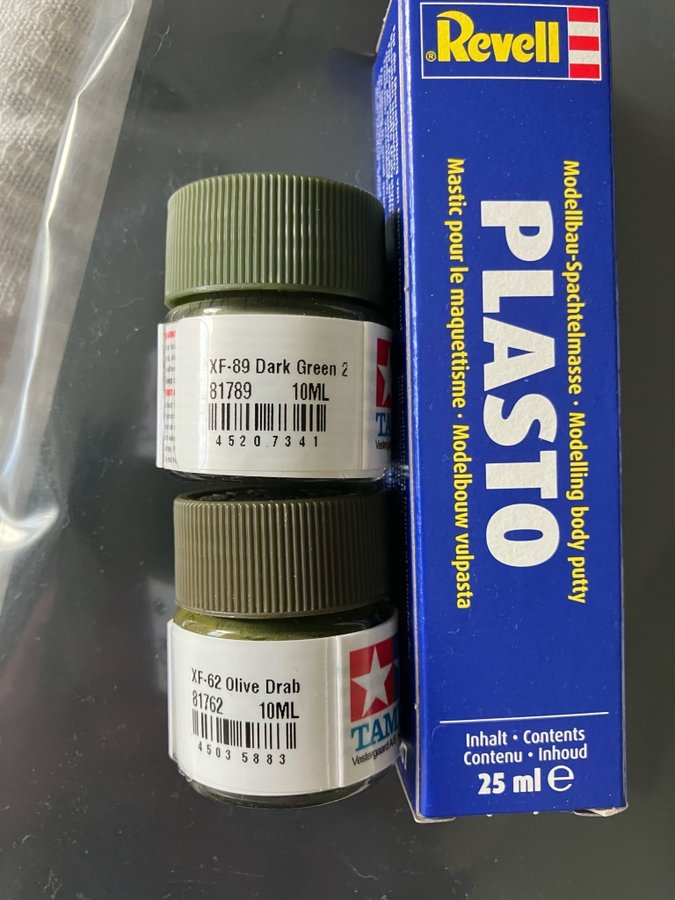 XF-89 Dark Green 2
81789 10ML
4520.7341
XF-62 Olive Drab
81762 10ML
4503 5883
TAM
® Revell
Modellbau-Spachtelmasse · Modelling body putty
PLASTO
Mastic pour le maquettisme · Modelbouw vulpasta
Inhalt · Contents
Contenu · Inhoud
25 ml ℮